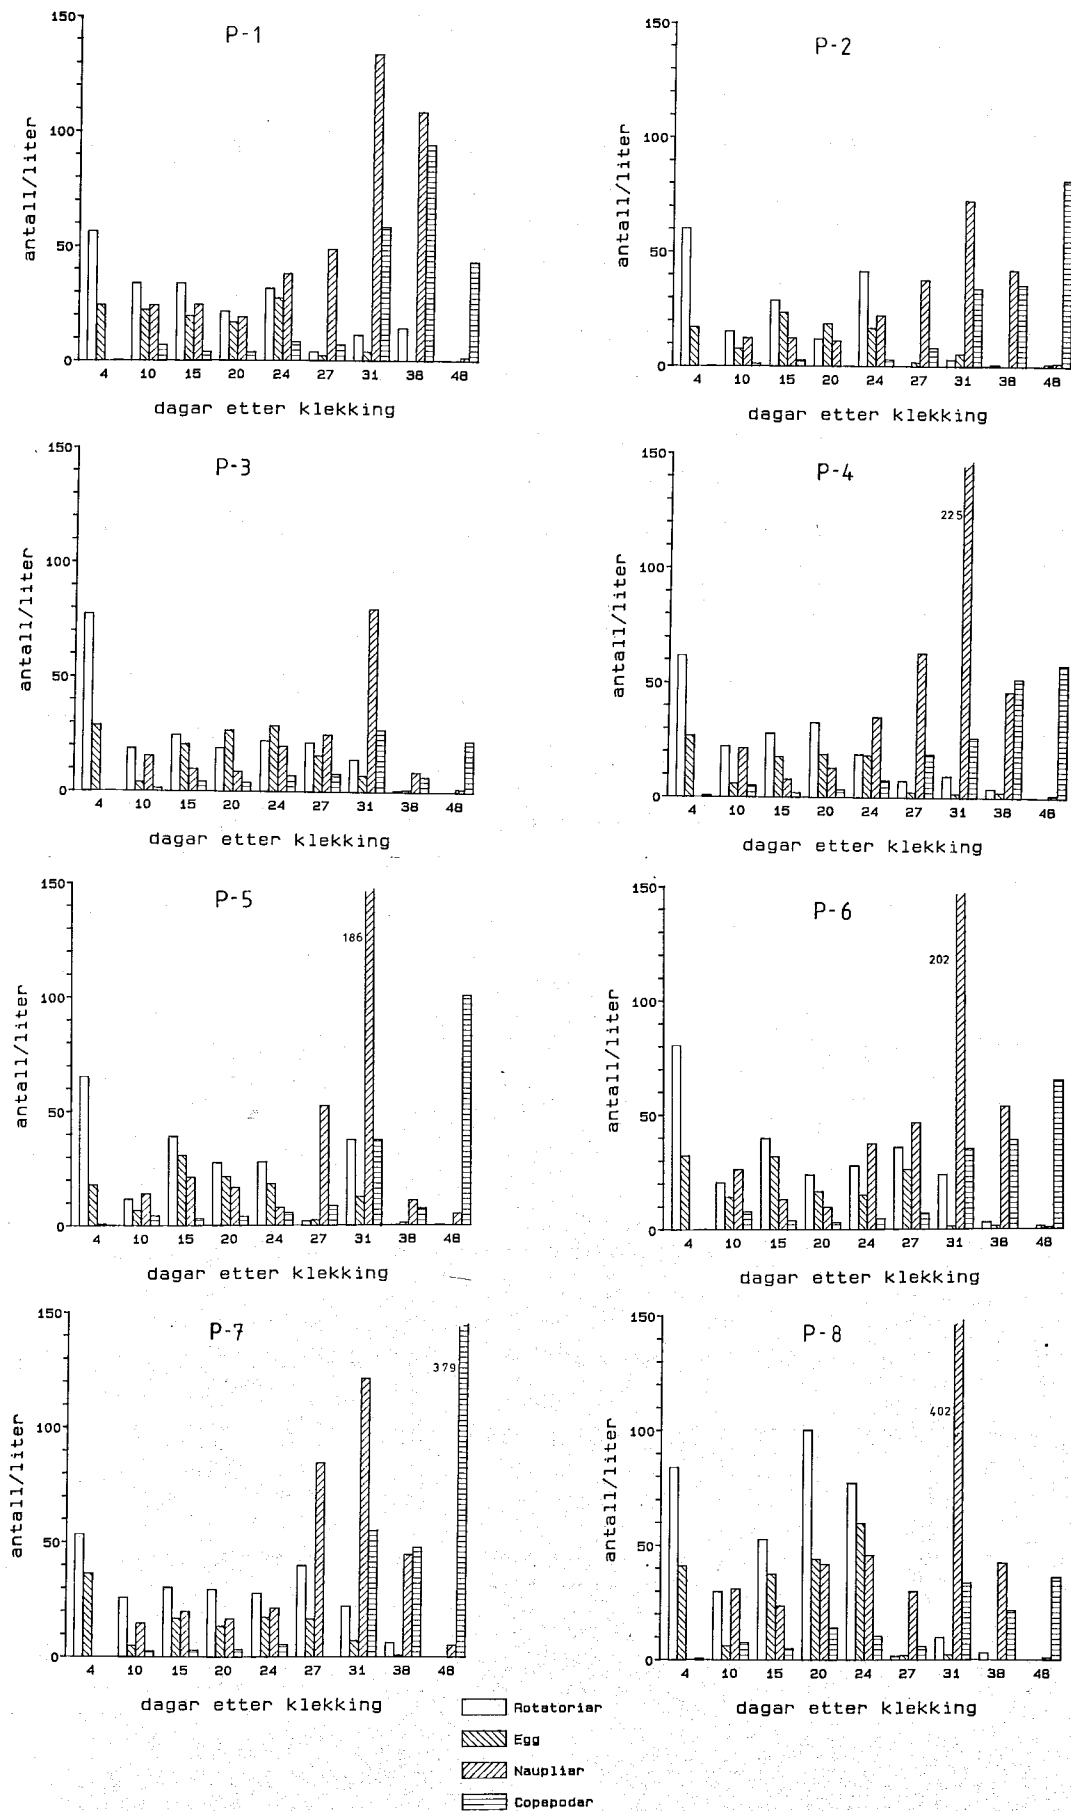 P-1
150
100
50
0
antall/liter
4 10 15 20 24 27 31 38 48
dagar etter klekking
P-2
150
100
50
0
antall/liter
4 10 15 20 24 27 31 38 48
dagar etter klekking
P-3
150
100
50
0
antall/liter
4 10 15 20 24 27 31 38 48
dagar etter klekking
P-4
150
100
50
0
antall/liter
225
4 10 15 20 24 27 31 38 48
dagar etter klekking
P-5
150
100
50
0
antall/liter
186
4 10 15 20 24 27 31 38 48
dagar etter klekking
P-6
150
100
50
0
antall/liter
202
4 10 15 20 24 27 31 38 48
dagar etter klekking
P-7
150
100
50
0
antall/liter
379
4 10 15 20 24 27 31 38 48
dagar etter klekking
P-8
150
100
50
0
antall/liter
402
4 10 15 20 24 27 31 38 48
dagar etter klekking
Rotatoriar
Egg
Naupliar
Copepodar